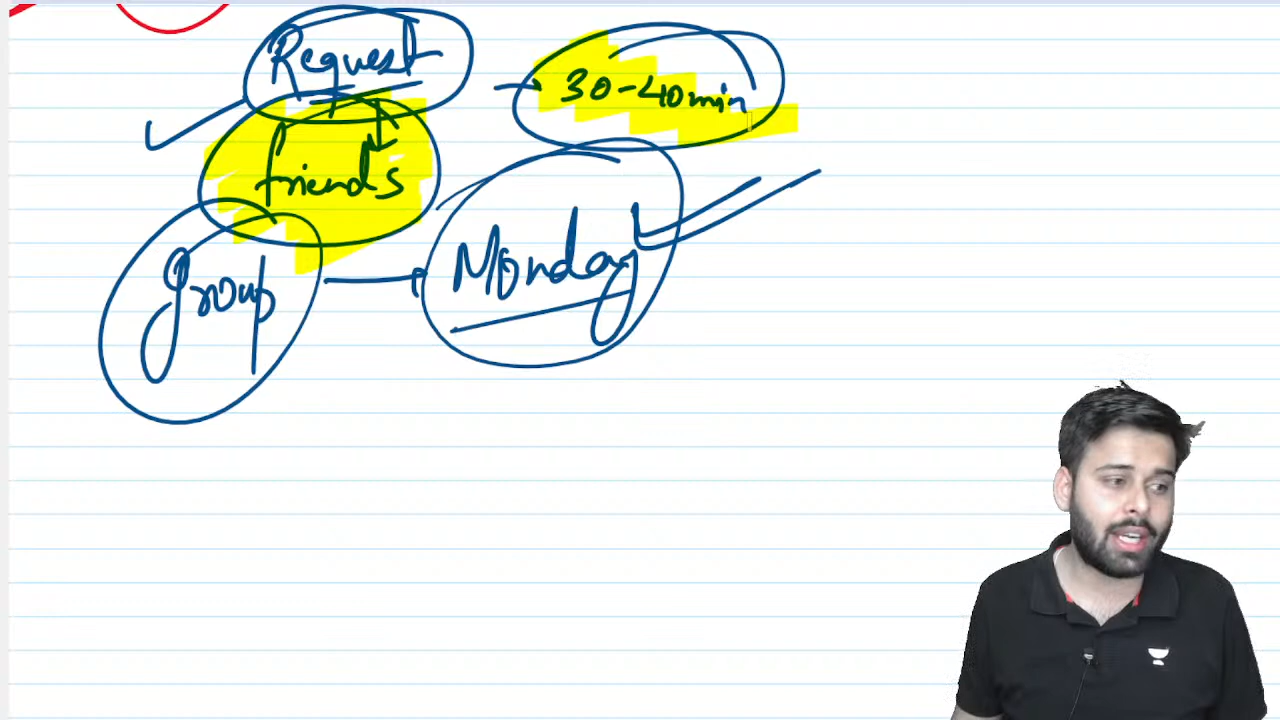 Request → 30-40min
friends
Group → Monday